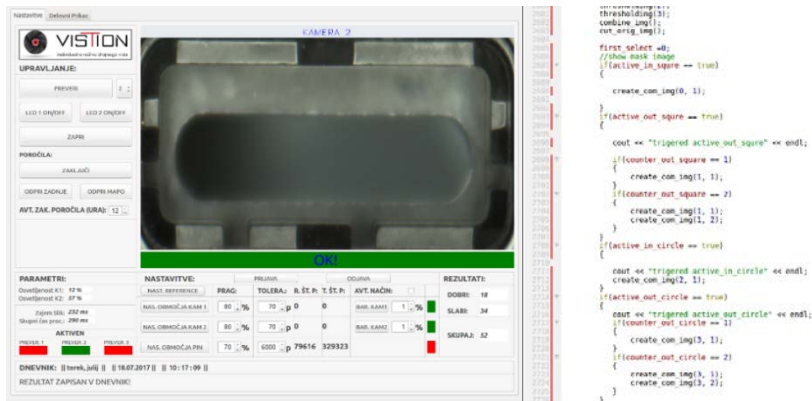 Nastavitve Delovni Prikaz
VISTION
UPRAVLJANJE:
PREVERI
LED 1 ON/OFF LED 2 ON/OFF
ZAPRI
POROČILA:
ZAKLJUČI
ODPRI ZADNJE ODPRI MAPO
AVT. ZAK. POROČILA (URA): 12
KAMERA 2
OK!
PARAMETRI:
Osvetljenost K1: 12 %
Osvetljenost K2: 37 %
Zajem slik: 232 ms
Skupni čas proc.: 290 ms
AKTIVEN
PREVER. 1 PREVER. 2 PREVER. 3
NASTAVITVE: PRIJAVA ODJAVA
NAST. REFERENCE PRAG: TOLERA.: R. ŠT. P: T. ŠT. P: AVT. NAČIN:
NAS. OBMOČJA KAM 1 80 % 70 p 0 0 BAR. KAM1 1 %
NAS. OBMOČJA KAM 2 80 % 70 p 0 0 BAR. KAM2 1 %
NAS. OBMOČJA PIN 70 % 6000 p 79616 329323
REZULTATI:
DOBRI: 18
SLABI: 34
SKUPAJ: 52
DNEVNIK: || torek, julij || || 18.07.2017 || || 10 : 17 : 09 ||
REZULTAT ZAPISAN V DNEVNIK!
thresholding(2);
thresholding(3);
combine_img();
cut_orig_img();
first_select =0;
//show mask image
if(active_in_squre == true)
{
create_com_img(0, 1);
}
if(active_out_squre == true)
{
cout << "trigered active_out_squre" << endl;
if(counter_out_square == 1)
{
create_com_img(1, 1);
}
if(counter_out_square == 2)
{
create_com_img(1, 1);
create_com_img(1, 2);
}
}
if(active_in_circle == true)
{
cout << "trigered active_in_circle" << endl;
create_com_img(2, 1);
}
if(active_out_circle == true)
{
cout << "trigered active_out_circle" << endl;
if(counter_out_circle == 1)
{
create_com_img(3, 1);
}
if(counter_out_circle == 2)
{
create_com_img(3, 1);
create_com_img(3, 2);
}